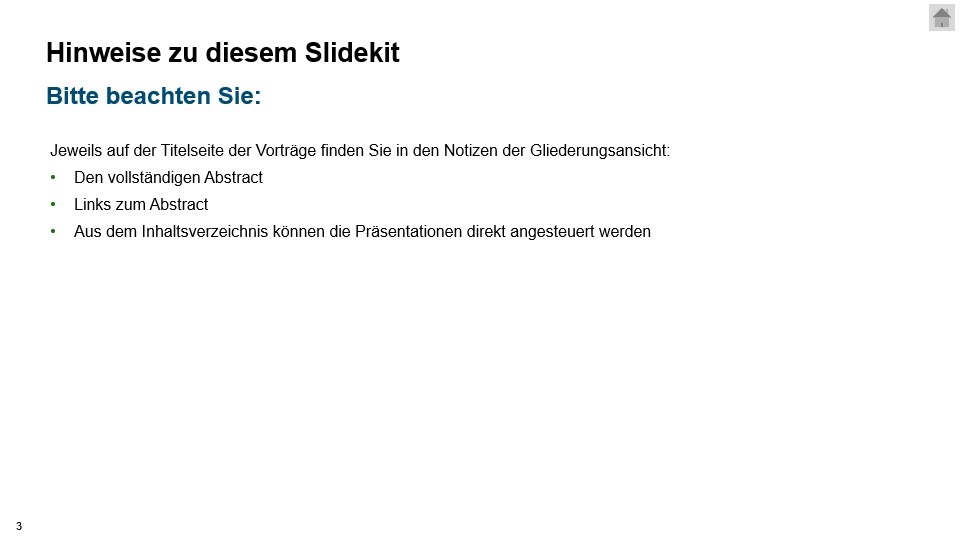 Hinweise zu diesem Slidekit
Bitte beachten Sie:
Jeweils auf der Titelseite der Vorträge finden Sie in den Notizen der Gliederungsansicht:
• Den vollständigen Abstract
• Links zum Abstract
• Aus dem Inhaltsverzeichnis können die Präsentationen direkt angesteuert werden
3